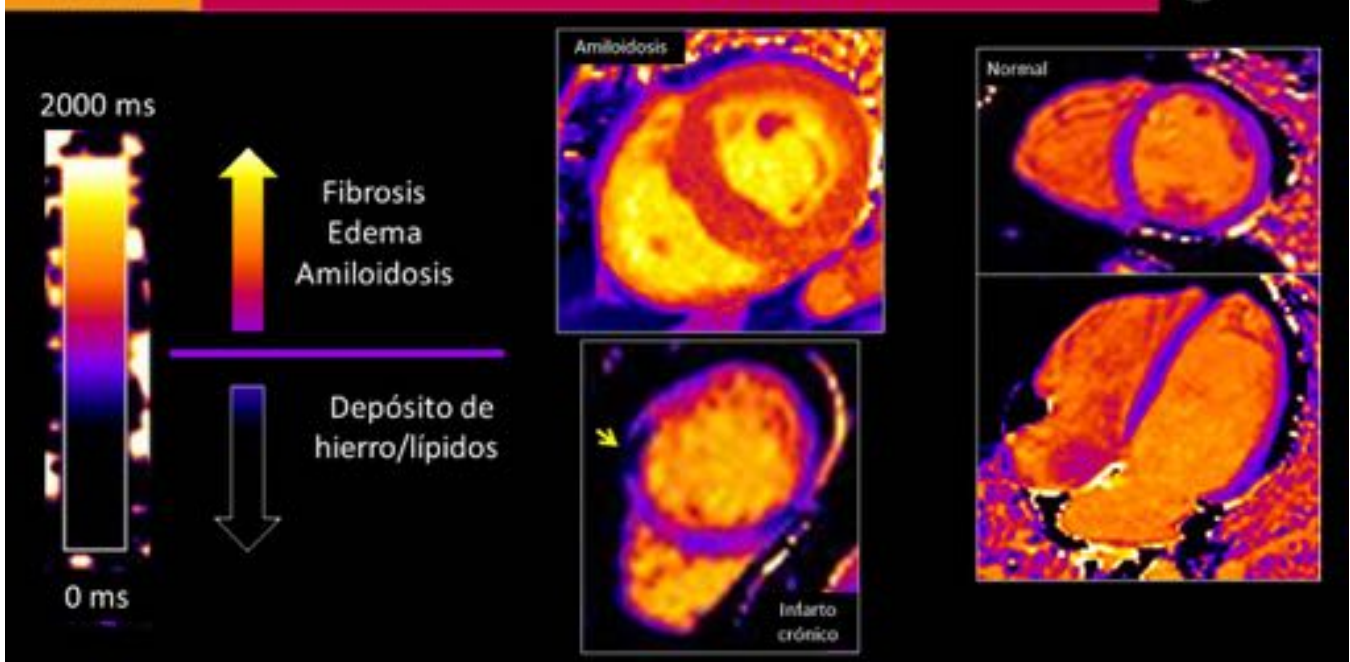 2000 ms
Fibrosis
Edema
Amiloidosis
Depósito de
hierro/lípidos
0 ms
Amiloidosis
Infarto
crónico
Normal